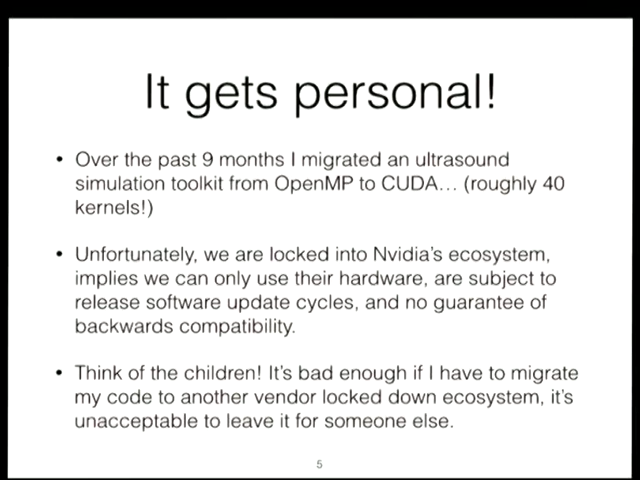 It gets personal!
• Over the past 9 months I migrated an ultrasound
simulation toolkit from OpenMP to CUDA… (roughly 40
kernels!)
• Unfortunately, we are locked into Nvidia's ecosystem,
implies we can only use their hardware, are subject to
release software update cycles, and no guarantee of
backwards compatibility.
• Think of the children! It's bad enough if I have to migrate
my code to another vendor locked down ecosystem, it's
unacceptable to leave it for someone else.
5